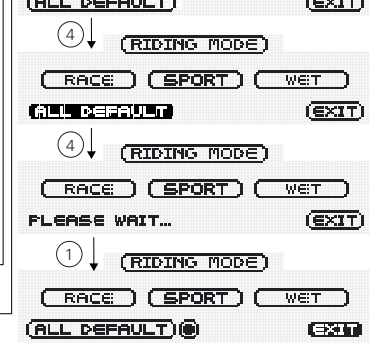 (ALL DEFAULT) (EXIT)
4
(RIDING MODE)
(RACE) (SPORT) (WET)
(ALL DEFAULT) (EXIT)
4
(RIDING MODE)
(RACE) (SPORT) (WET)
PLEASE WAIT... (EXIT)
1
(RIDING MODE)
(RACE) (SPORT) (WET)
(ALL DEFAULT) (EXIT)